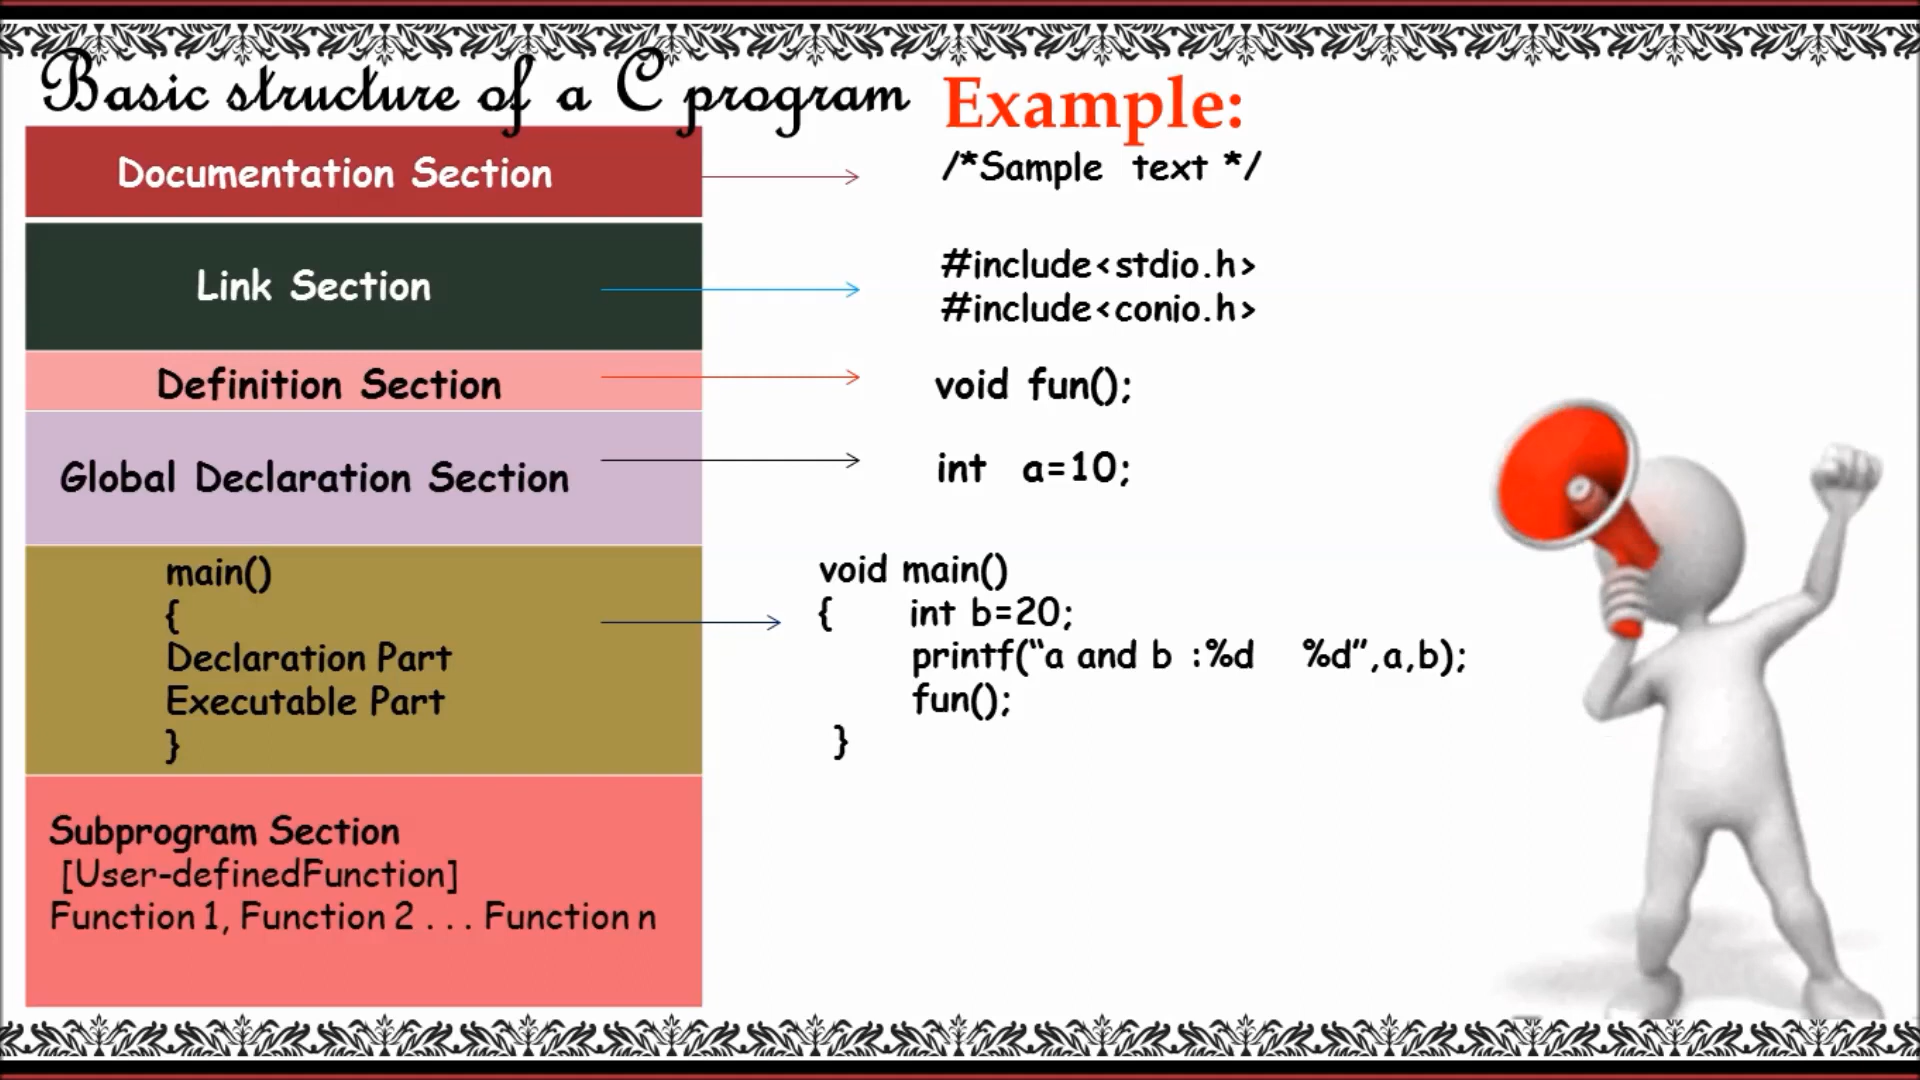 Basic structure of a C program
Example:
Documentation Section
/*Sample text */
Link Section
#include<stdio.h>
#include<conio.h>
Definition Section
void fun();
Global Declaration Section
int a=10;
main()
{
Declaration Part
Executable Part
}
void main()
{ int b=20;
printf(“a and b :%d %d”,a,b);
fun();
}
Subprogram Section
[User-definedFunction]
Function 1, Function 2 . . . Function n